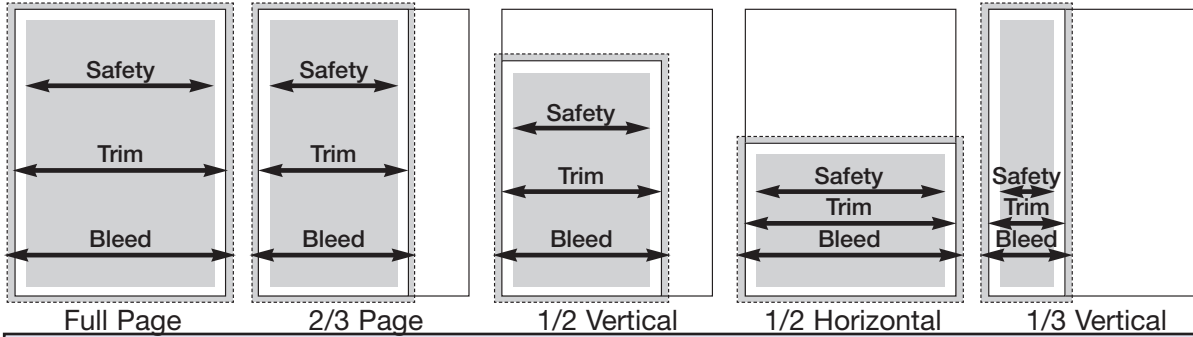 Safety
Trim
Bleed
Full Page
Safety
Trim
Bleed
2/3 Page
Safety
Trim
Bleed
1/2 Vertical
Safety
Trim
Bleed
1/2 Horizontal
Safety
Trim
Bleed
1/3 Vertical